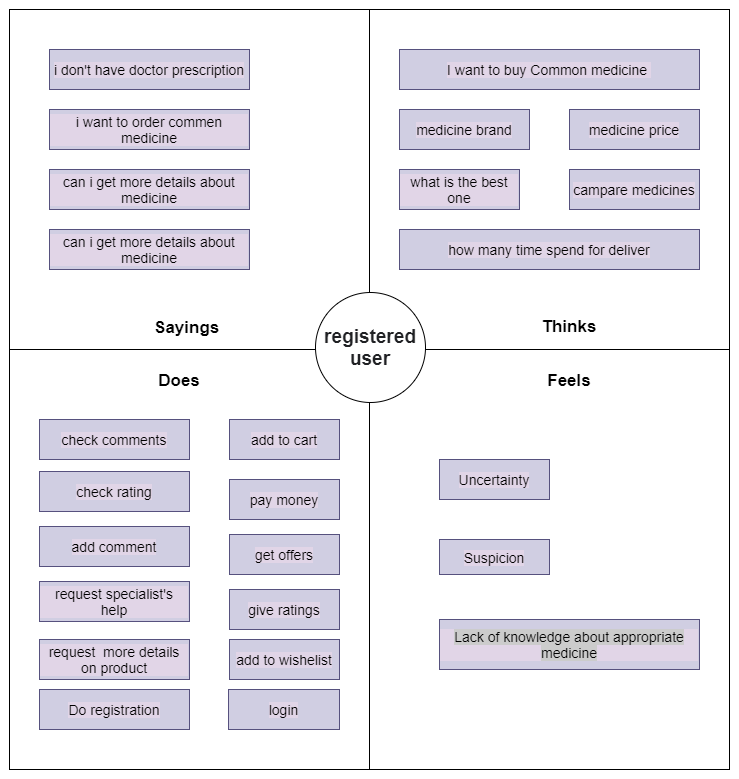 i don't have doctor prescription
i want to order commen
medicine
can i get more details about
medicine
can i get more details about
medicine
Sayings
I want to buy Common medicine
medicine brand
medicine price
what is the best
one
campare medicines
how many time spend for deliver
Thinks
registered
user
Does
check comments
add to cart
check rating
pay money
add comment
get offers
request specialist's
help
give ratings
request  more details
on product
add to wishelist
Do registration
login
Feels
Uncertainty
Suspicion
Lack of knowledge about appropriate
medicine